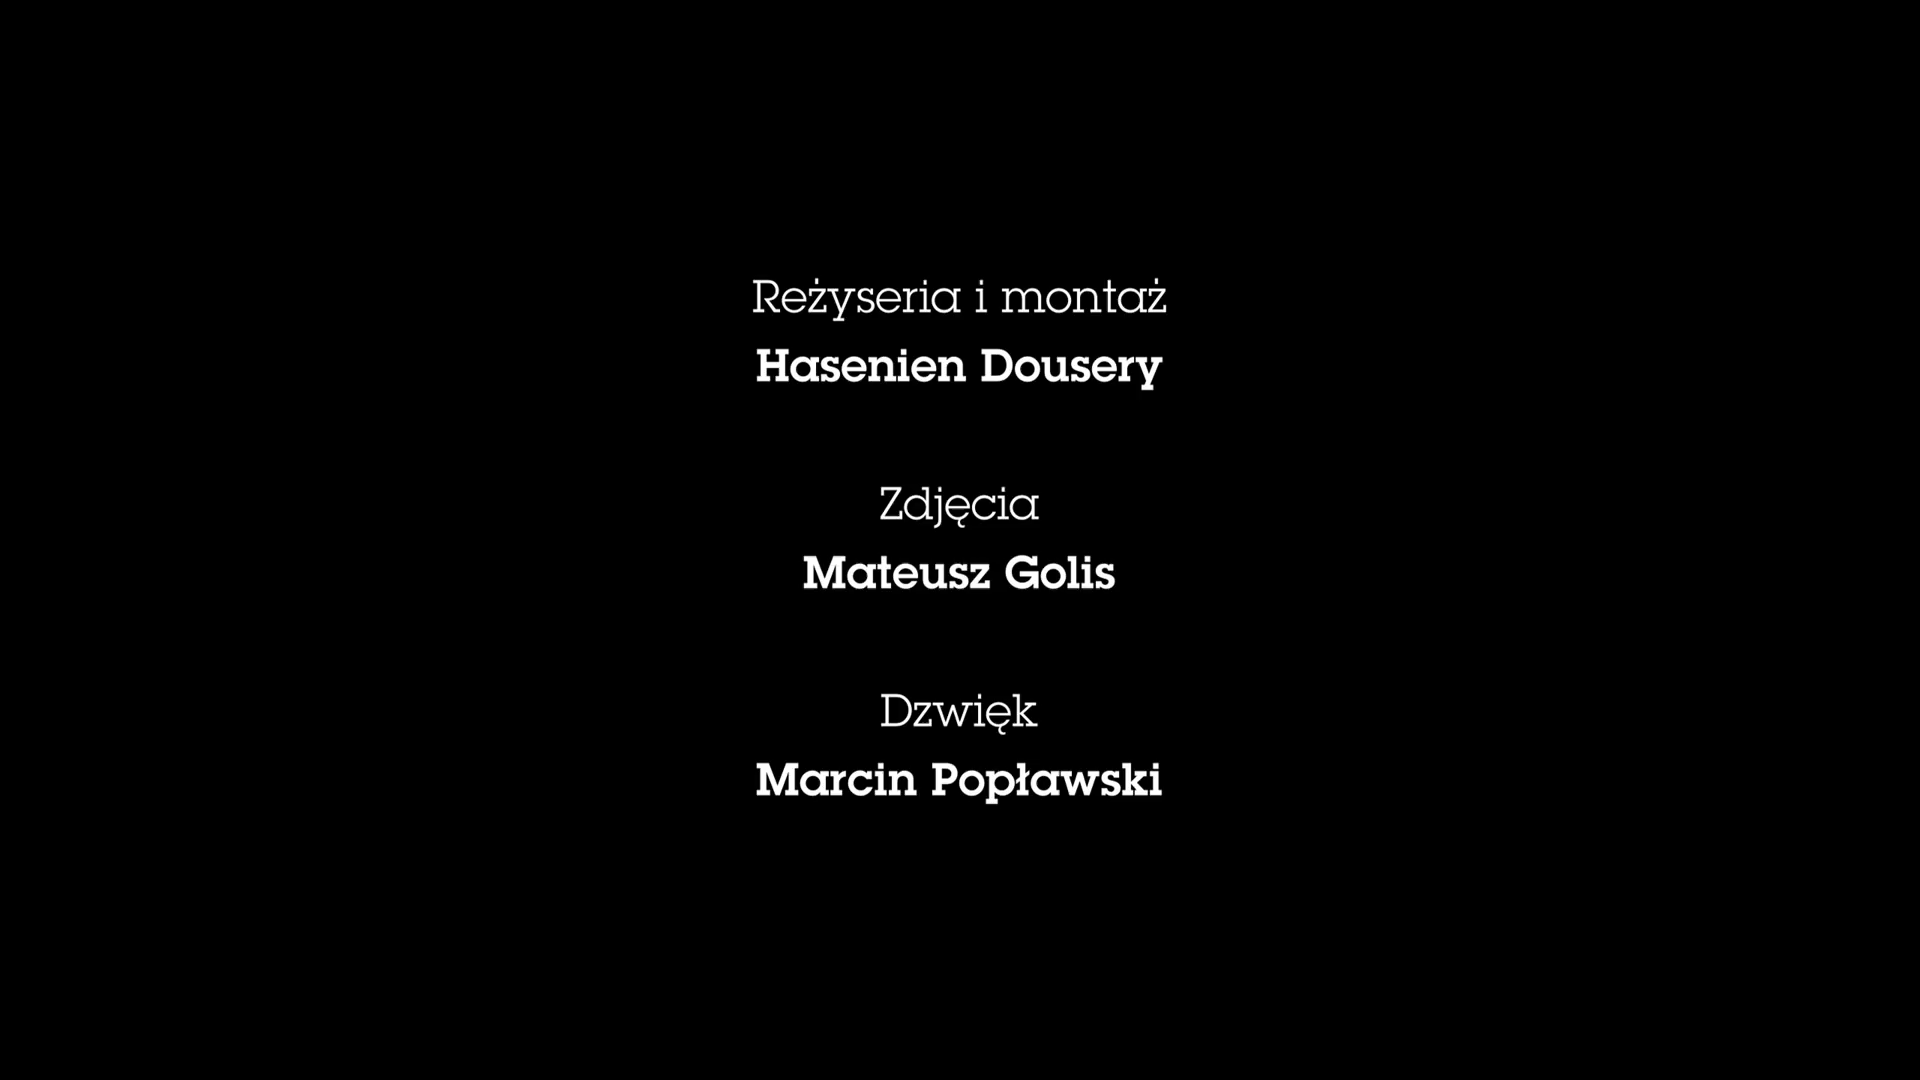 Reżyseria i montaż
Hasenien Dousery
Zdjęcia
Mateusz Golis
Dzwięk
Marcin Popławski